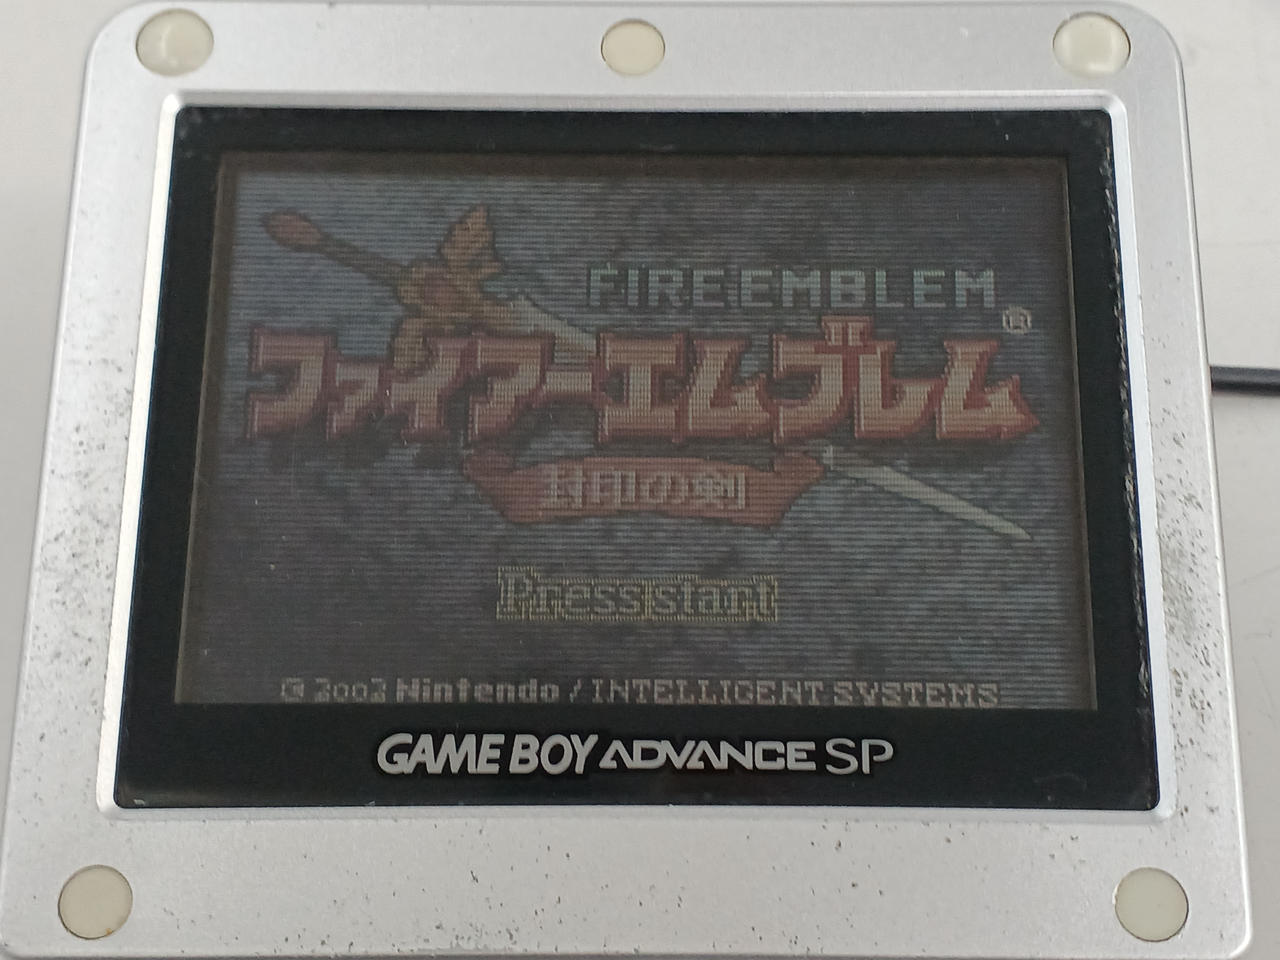 FIRE EMBLEM
ファイアーエムブレム®
封印の剣
Press start
© 2002 Nintendo / INTELLIGENT SYSTEMS
GAME BOY ADVANCE SP